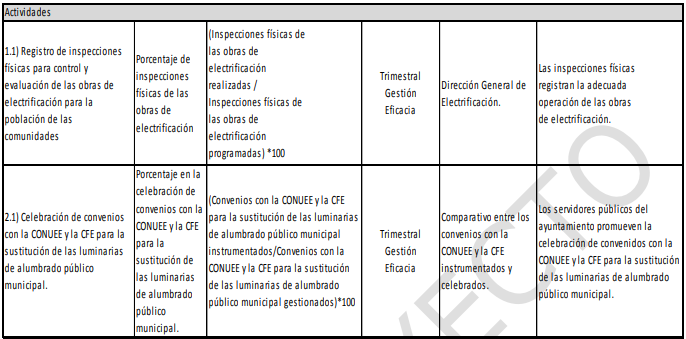 Actividades
1.1) Registro de inspecciones
físicas para control y
evaluación de las obras de
electrificación para la
población de las
comunidades
Porcentaje de
inspecciones
físicas de las
obras de
electrificación
(Inspecciones físicas de
las obras de
electrificación
realizadas /
Inspecciones físicas de
las obras de
electrificación
programadas) *100
Trimestral
Gestión
Eficacia
Dirección General de
Electrificación.
Las inspecciones físicas
registran la adecuada
operación de las obras
de electrificación.
2.1) Celebración de convenios
con la CONUEE y la CFE para la
sustitución de las luminarias
de alumbrado público
municipal.
Porcentaje en la
celebración de
convenios con la
CONUEE y la CFE
para la
sustitución de
las luminarias
de alumbrado
público
municipal.
(Convenios con la CONUEE y la CFE
para la sustitución de las luminarias
de alumbrado público municipal
instrumentados/Convenios con la
CONUEE y la CFE para la sustitución
de las luminarias de alumbrado
público municipal gestionados)*100
Trimestral
Gestión
Eficacia
Comparativo entre los
convenios con la
CONUEE y la CFE
instrumentados y
celebrados.
Los servidores públicos del
ayuntamiento promueven la
celebración de convenidos con la
CONUEE y la CFE para la sustitución
de las luminarias de alumbrado
público municipal.
YECTO